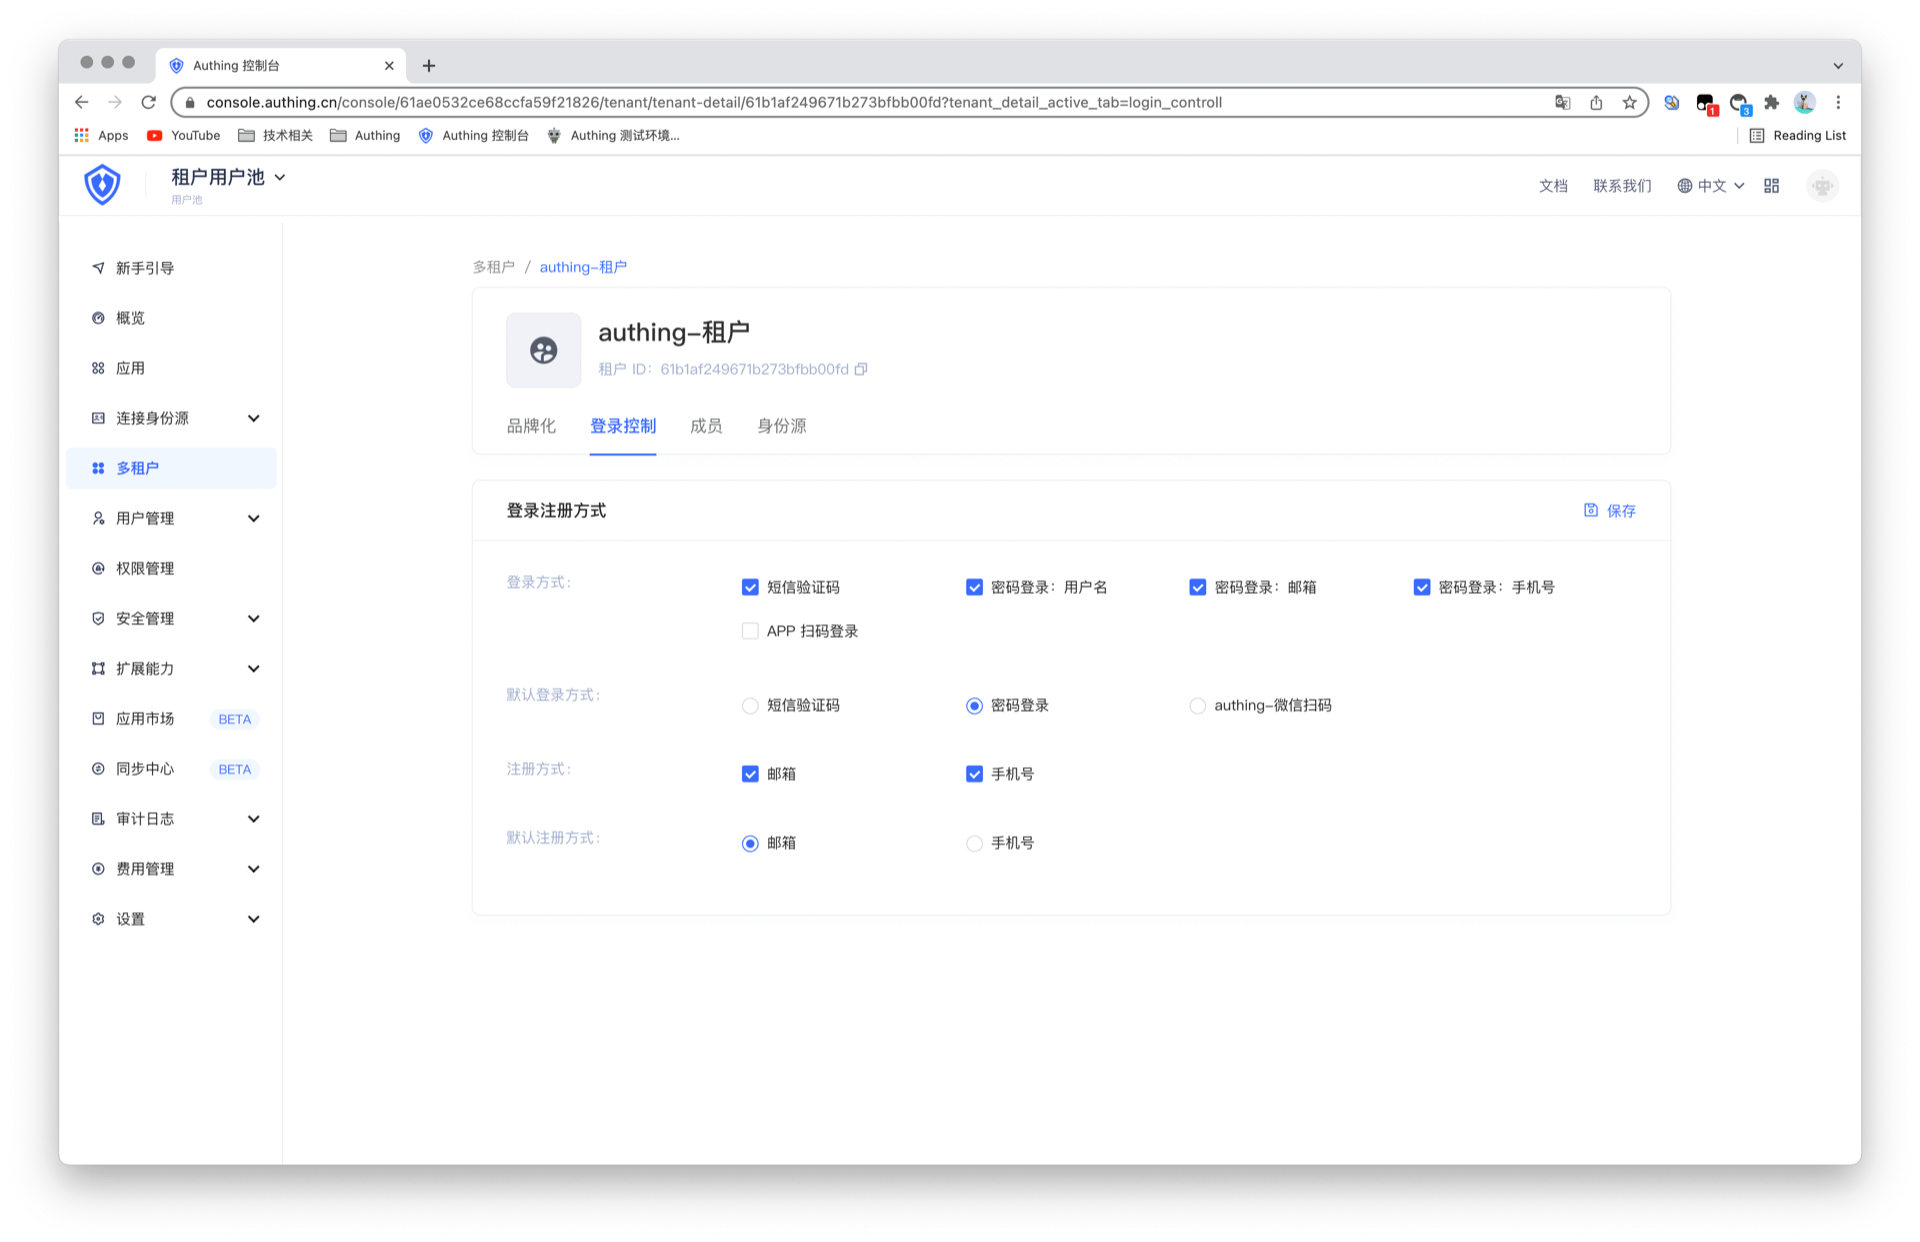 Authing 控制台
console.authing.cn/console/61ae0532ce68ccfa59f21826/tenant/tenant-detail/61b1af249671b273bfbb00fd?tenant_detail_active_tab=login_controll
1
3
Apps
YouTube
技术相关
Authing
Authing 控制台
Authing 测试环境...
Reading List
租户用户池
用户池
文档
联系我们
中文
新手引导
概览
应用
连接身份源
多租户
用户管理
权限管理
安全管理
扩展能力
应用市场 BETA
同步中心 BETA
审计日志
费用管理
设置
多租户 / authing-租户
authing-租户
租户 ID： 61b1af249671b273bfbb00fd
品牌化 登录控制 成员 身份源
登录注册方式 保存
登录方式： 短信验证码 密码登录：用户名 密码登录：邮箱 密码登录：手机号
APP 扫码登录
默认登录方式： 短信验证码 密码登录 authing-微信扫码
注册方式： 邮箱 手机号
默认注册方式： 邮箱 手机号